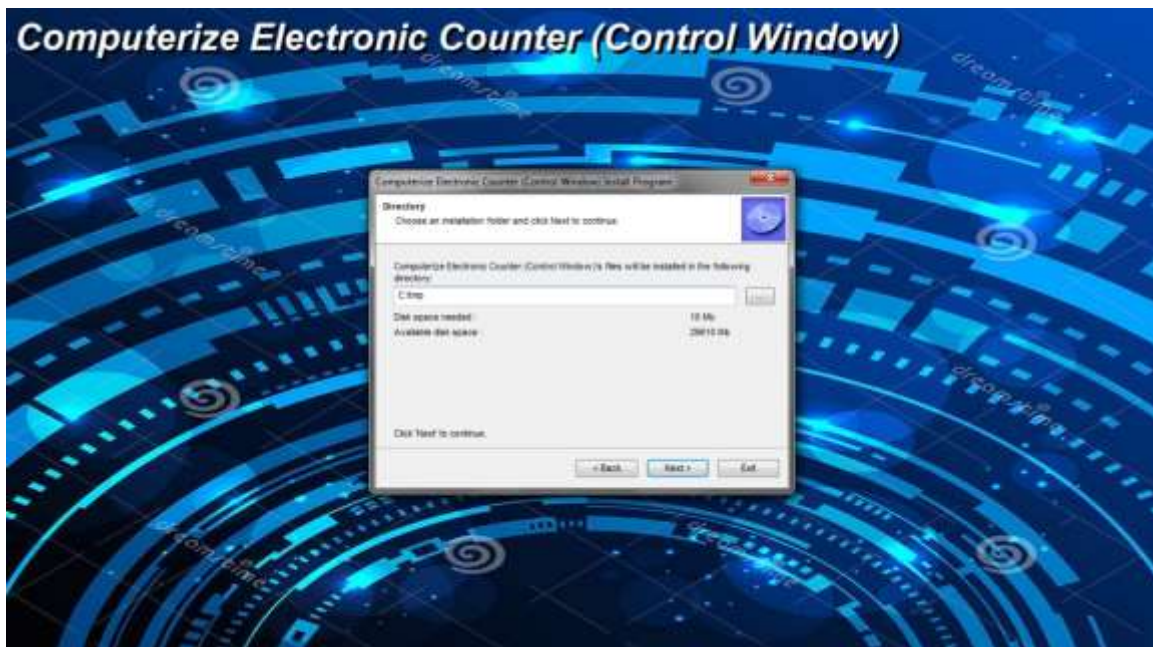 Computerize Electronic Counter (Control Window)
dreamstime
dreamstime
Computerize Electronic Counter (Control Window) Install Program
Directory
Choose an installation folder and click Next to continue.
dreamstime
Computerize Electronic Counter (Control Window)'s files will be installed in the following
directory:
C:\tmp
Disk space needed :
10 Mb
Available disk space :
Mb
dreamstime
Click 'Next' to continue.
< Back
Next >
Exit
dreamstime
dreamstime